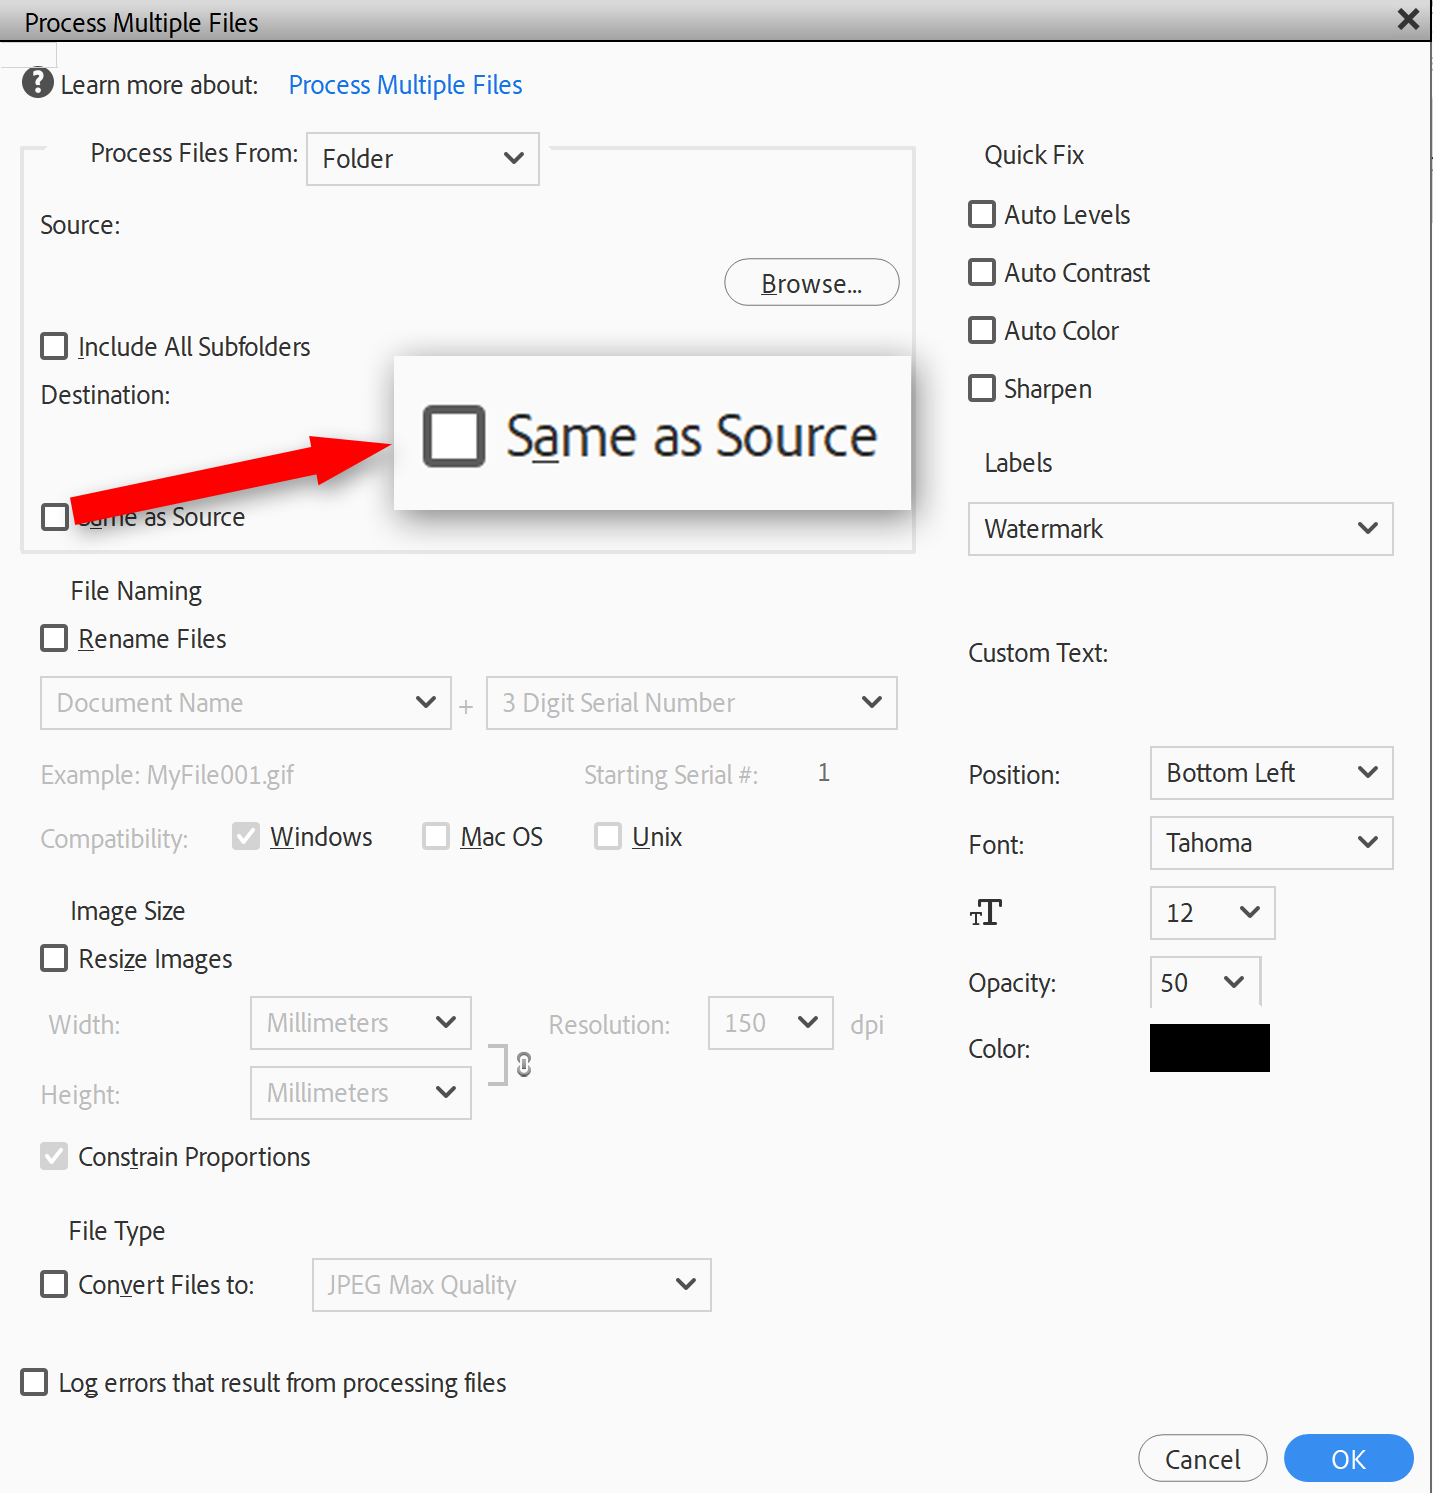 Process Multiple Files
? Learn more about: Process Multiple Files
Process Files From: Folder
Source:
Browse...
Include All Subfolders
Destination:
Same as Source
Same as Source
File Naming
Rename Files
Document Name + 3 Digit Serial Number
Example: MyFile001.gif Starting Serial #: 1
Compatibility: Windows Mac OS Unix
Image Size
Resize Images
Width: Millimeters Resolution: 150 dpi
Height: Millimeters
Constrain Proportions
File Type
Convert Files to: JPEG Max Quality
Log errors that result from processing files
Quick Fix
Auto Levels
Auto Contrast
Auto Color
Sharpen
Labels
Watermark
Custom Text:
Position: Bottom Left
Font: Tahoma
TT 12
Opacity: 50
Color:
Cancel OK